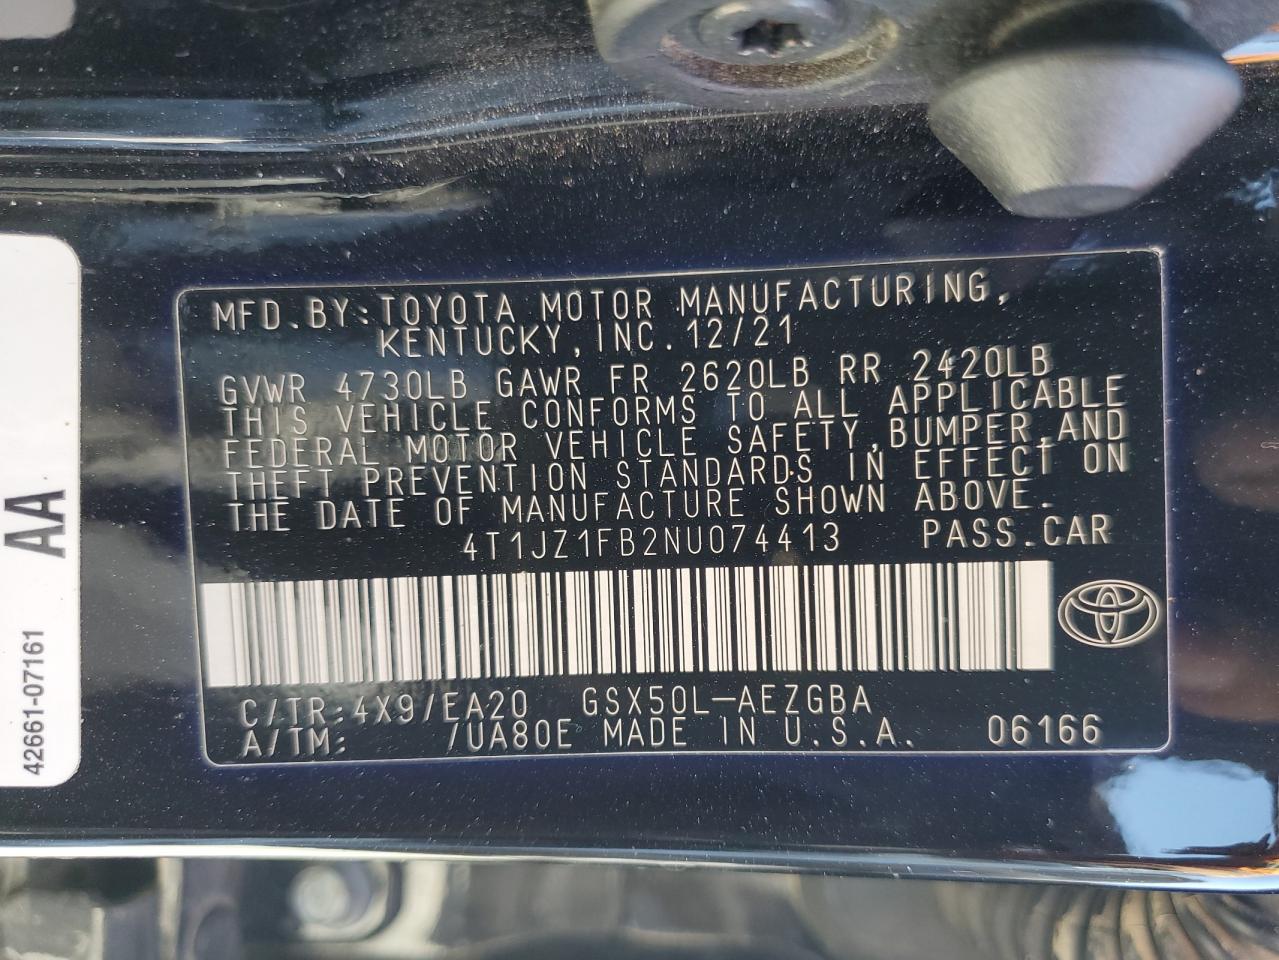 MFD.BY:TOYOTA MOTOR MANUFACTURING,
KENTUCKY,INC.12/21
GVWR 4730LB GAWR FR 2620LB RR 2420LB
THIS VEHICLE CONFORMS TO ALL APPLICABLE
FEDERAL MOTOR VEHICLE SAFETY,BUMPER,AND
THEFT PREVENTION STANDARDS IN EFFECT ON
THE DATE OF MANUFACTURE SHOWN ABOVE.
4T1JZ1FB2NU074413 PASS.CAR
C/TR:4X9/EA20 GSX50L-AEZGBA
A/TM: /UA80E MADE IN U.S.A. 06166
AA
42661-07161